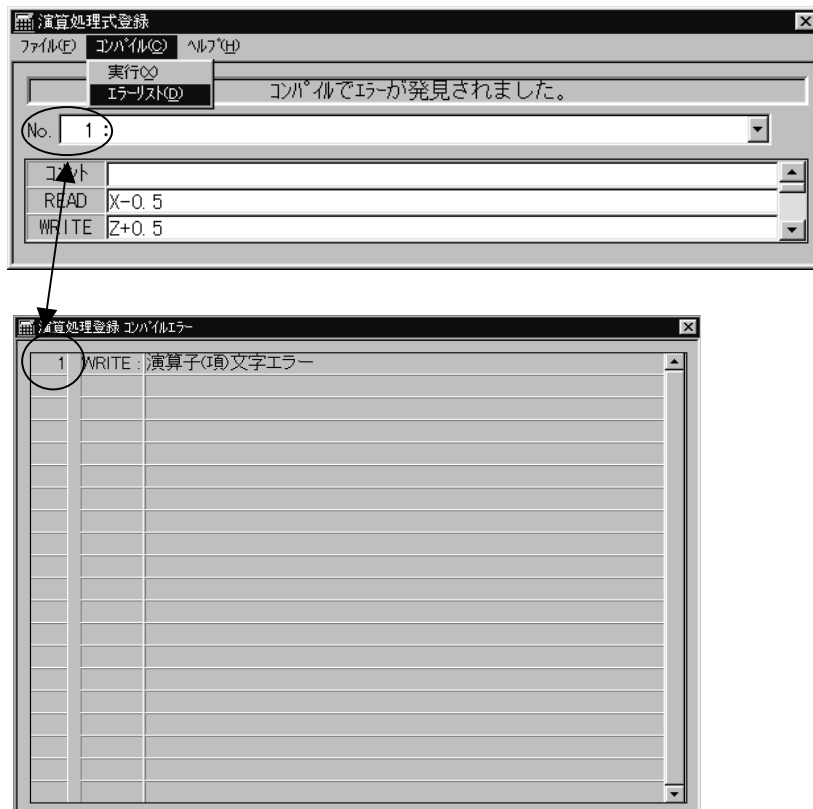 演算処理式登録
ﾌｧｲﾙ(F) ｺﾝﾊﾟｲﾙ(C) ﾍﾙﾌﾟ(H)
実行(X)
ｴﾗｰﾘｽﾄ(D)
ｺﾝﾊﾟｲﾙでｴﾗｰが発見されました。
No. 1 :
ｺﾒﾝﾄ
READ X-0.5
WRITE Z+0.5
演算処理登録 ｺﾝﾊﾟｲﾙｴﾗｰ
1 WRITE : 演算子(項)文字エラー